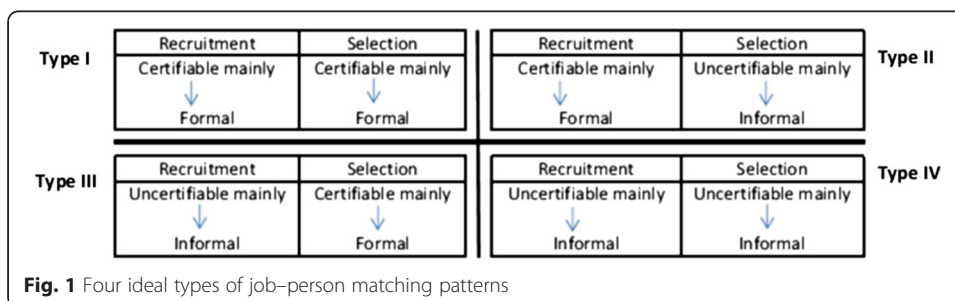 Type I
Recruitment Selection
Certifiable mainly Certifiable mainly
Formal Formal
Recruitment Selection
Certifiable mainly Uncertifiable mainly
Formal Informal
Type II
Type III
Recruitment Selection
Uncertifiable mainly Certifiable mainly
Informal Formal
Recruitment Selection
Uncertifiable mainly Uncertifiable mainly
Informal Informal
Type IV
Fig. 1 Four ideal types of job–person matching patterns